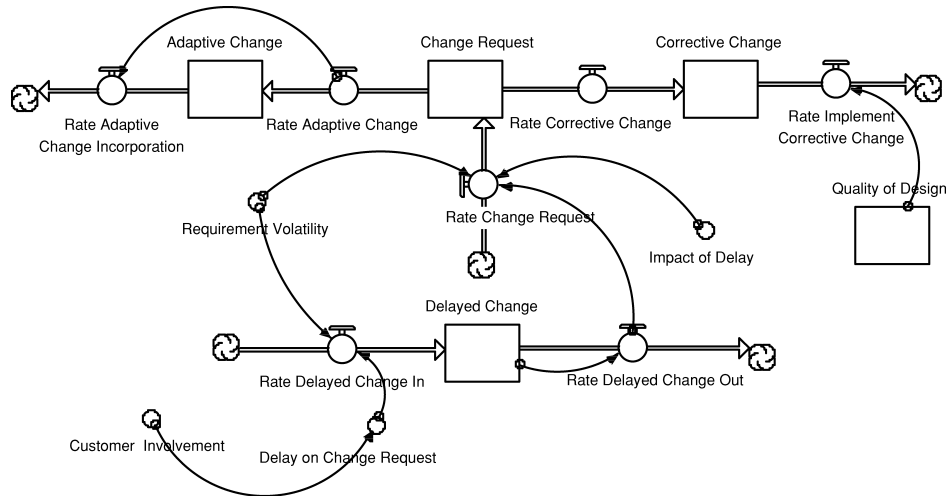 Adaptive Change
Change Request
Corrective Change
Rate Adaptive
Change Incorporation
Rate Adaptive Change
Rate Corrective Change
Rate Implement
Corrective Change
Quality of Design
Rate Change Request
Requirement Volatility
Impact of Delay
Delayed Change
Rate Delayed Change In
Rate Delayed Change Out
Customer  Involvement
Delay on Change Request